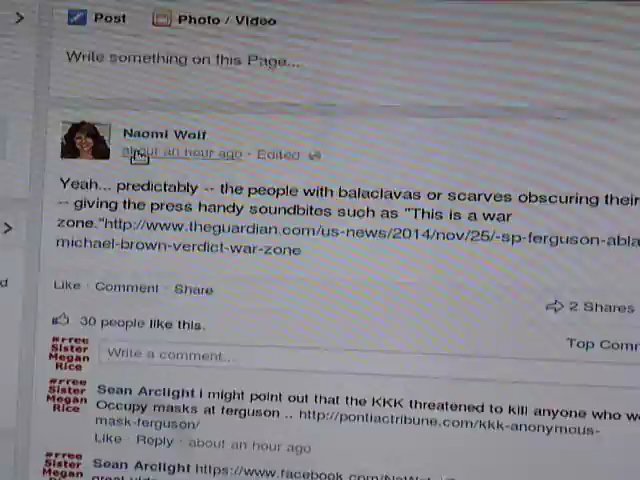 Post Photo / Video
Write something on this Page...
Naomi Wolf
about an hour ago · Edited
Yeah... predictably -- the people with balaclavas or scarves obscuring their
-- giving the press handy soundbites such as "This is a war
zone."http://www.theguardian.com/us-news/2014/nov/25/-sp-ferguson-abla
michael-brown-verdict-war-zone
Like · Comment · Share
2 Shares
30 people like this.
Top Comm
#Free
Sister
Megan
Rice
Write a comment...
#Free
Sister
Megan
Rice
Sean Arclight I might point out that the KKK threatened to kill anyone who we
Occupy masks at ferguson .. http://pontiactribune.com/kkk-anonymous-
mask-ferguson/
Like · Reply · about an hour ago
#Free
Sister
Megan
Sean Arclight https://www.facebook.com/